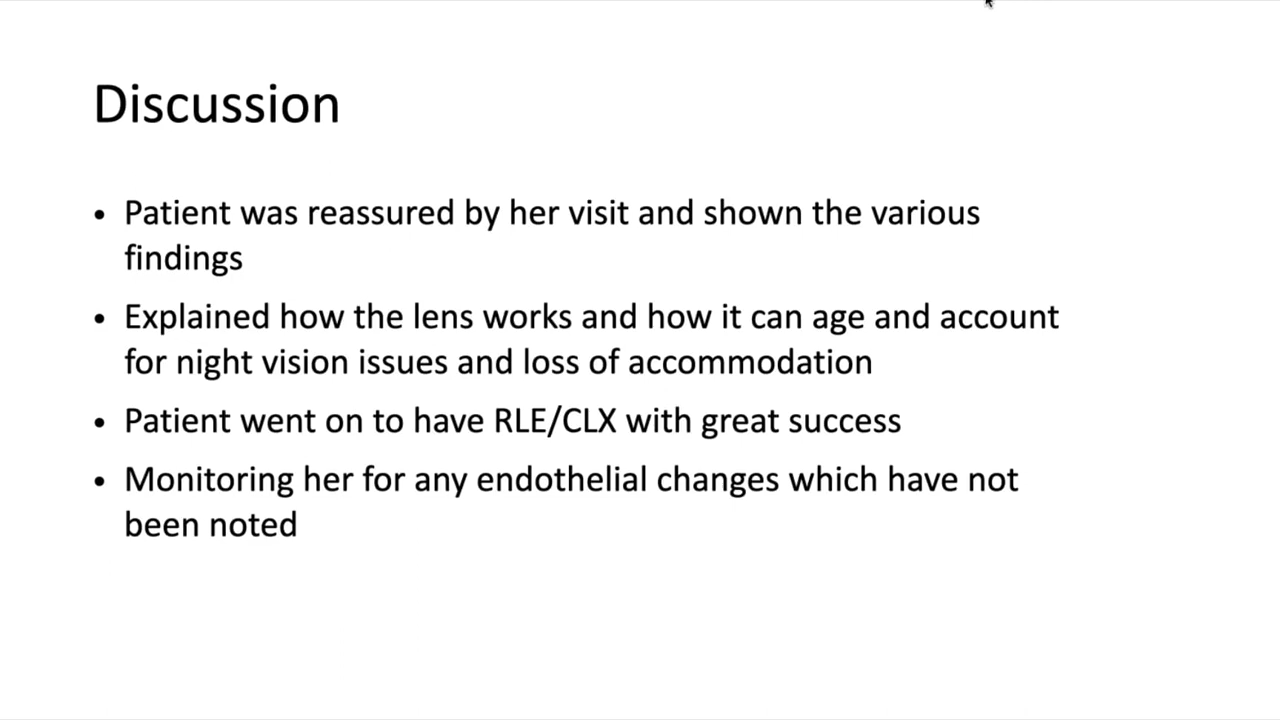 Discussion
• Patient was reassured by her visit and shown the various
findings
• Explained how the lens works and how it can age and account
for night vision issues and loss of accommodation
• Patient went on to have RLE/CLX with great success
• Monitoring her for any endothelial changes which have not
been noted